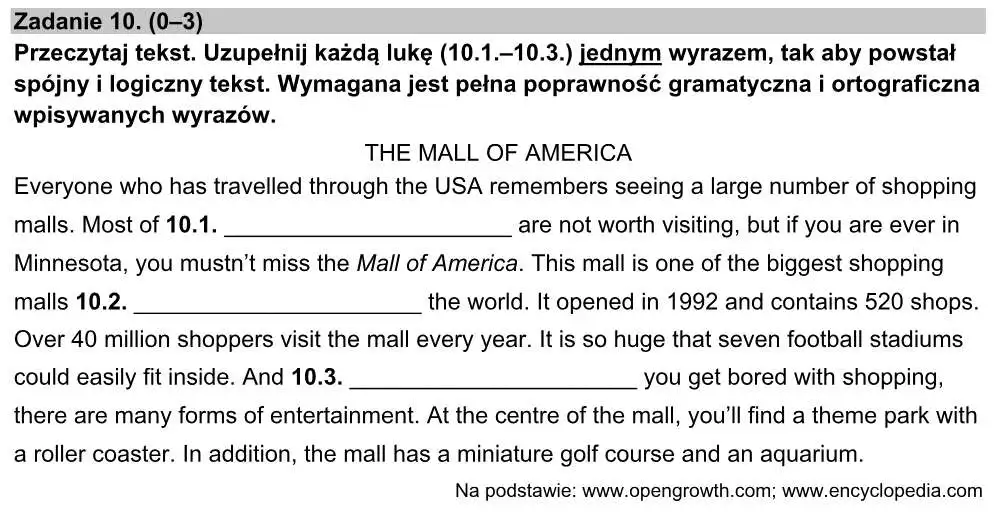 Zadanie 10. (0–3)
Przeczytaj tekst. Uzupełnij każdą lukę (10.1.–10.3.) jednym wyrazem, tak aby powstał
spójny i logiczny tekst. Wymagana jest pełna poprawność gramatyczna i ortograficzna
wpisywanych wyrazów.
THE MALL OF AMERICA
Everyone who has travelled through the USA remembers seeing a large number of shopping
malls. Most of 10.1. ______________________ are not worth visiting, but if you are ever in
Minnesota, you mustn’t miss the Mall of America. This mall is one of the biggest shopping
malls 10.2. ______________________ the world. It opened in 1992 and contains 520 shops.
Over 40 million shoppers visit the mall every year. It is so huge that seven football stadiums
could easily fit inside. And 10.3. ______________________ you get bored with shopping,
there are many forms of entertainment. At the centre of the mall, you’ll find a theme park with
a roller coaster. In addition, the mall has a miniature golf course and an aquarium.
Na podstawie: www.opengrowth.com; www.encyclopedia.com